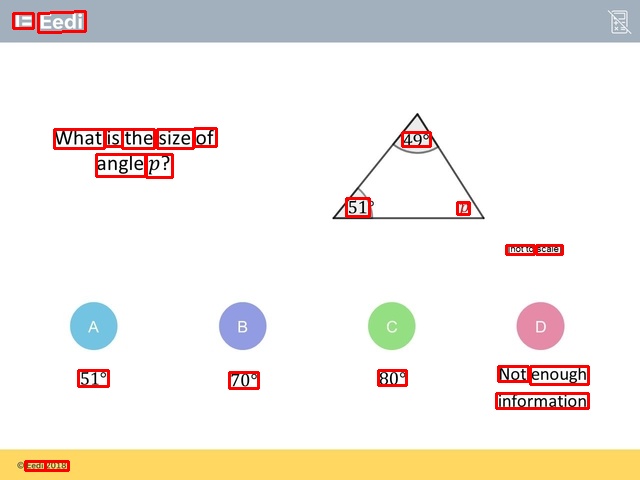 Eedi
What is the size of
angle p?
49°
51°
p
not to scale
A
B
C
D
51°
70°
80°
Not enough
information
© Eedi 2018